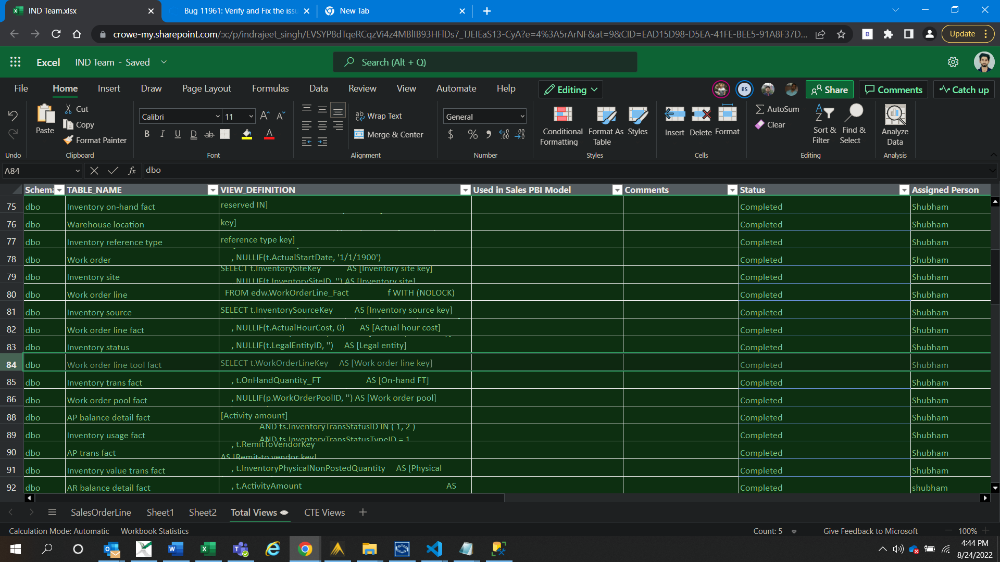 IND Team.xlsx
Bug 11961: Verify and Fix the issu
New Tab
crowe-my.sharepoint.com/:x:/p/indrajeet_singh/EVSYP8dTqeRCqzVi4z4MBlIB93HFlDs7_TJEIEaS13-CyA?e=4%3A5rArNF&at=9&CID=EAD15D98-D5EA-41FE-BEE5-91A8F37D...
B
Update
Excel
IND Team - Saved
Search (Alt + Q)
File
Home
Insert
Draw
Page Layout
Formulas
Data
Review
View
Automate
Help
Editing
BS
Share
Comments
Catch up
Paste
Cut
Copy
Format Painter
Calibri
11
A^
Aˇ
B
I
U
D
ab
A
Wrap Text
Merge & Center
General
$
%
Conditional Formatting
Format As Table
Styles
Insert
Delete
Format
AutoSum
Clear
Sort & Filter
Find & Select
Analyze Data
Undo
Clipboard
Font
Alignment
Number
Styles
Cells
Editing
Analysis
A84
fx
dbo
Schema TABLE_NAME VIEW_DEFINITION Used in Sales PBI Model Comments Status Assigned Person
75 dbo Inventory on-hand fact reserved IN] Completed Shubham
76 dbo Warehouse location key] Completed Shubham
77 dbo Inventory reference type reference type key] Completed Shubham
78 dbo Work order , NULLIF(t.ActualStartDate, '1/1/1900') Completed Shubham
79 dbo Inventory site SELECT t.InventorySiteKey AS [Inventory site key]
, NULLIF(t.InventorySiteID, '') AS [Inventory site] Completed Shubham
80 dbo Work order line FROM edw.WorkOrderLine_Fact f WITH (NOLOCK) Completed Shubham
81 dbo Inventory source SELECT t.InventorySourceKey AS [Inventory source key] Completed Shubham
82 dbo Work order line fact , NULLIF(t.ActualHourCost, 0) AS [Actual hour cost] Completed Shubham
83 dbo Inventory status , NULLIF(t.LegalEntityID, '') AS [Legal entity] Completed Shubham
84 dbo Work order line tool fact SELECT t.WorkOrderLineKey AS [Work order line key] Completed Shubham
85 dbo Inventory trans fact , t.OnHandQuantity_FT AS [On-hand FT] Completed Shubham
86 dbo Work order pool fact , NULLIF(p.WorkOrderPoolID, '') AS [Work order pool] Completed Shubham
88 dbo AP balance detail fact [Activity amount] Completed Shubham
89 dbo Inventory usage fact AND ts.InventoryTransStatusID IN ( 1, 2 )
AND ts.InventoryTransStatusTypeID = 1 Completed Shubham
90 dbo AP trans fact , t.RemitToVendorKey
AS [Remit-to vendor key] Completed Shubham
91 dbo Inventory value trans fact , t.InventoryPhysicalNonPostedQuantity AS [Physical Completed Shubham
92 dbo AR balance detail fact , t.ActivityAmount AS Completed shubham
SalesOrderLine
Sheet1
Sheet2
Total Views
CTE Views
Calculation Mode: Automatic
Workbook Statistics
Count: 5
Give Feedback to Microsoft
100%
4:44 PM
8/24/2022